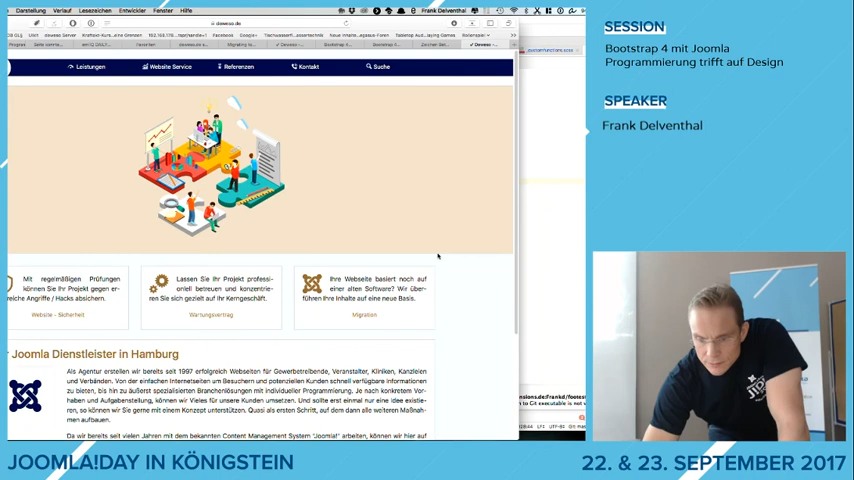 Darstellung Verlauf Lesezeichen Entwickler Fenster Hilfe
Frank Delventhal
deweso.de
Leistungen
Website Service
Referenzen
Kontakt
Suche
Mit regelmäßigen Prüfungen
können Sie Ihr Projekt gegen er-
reiche Angriffe / Hacks absichern.
Website - Sicherheit
Lassen Sie Ihr Projekt professi-
onell betreuen und konzentrie-
ren Sie sich gezielt auf Ihr Kerngeschäft.
Wartungsvertrag
Ihre Webseite basiert noch auf
einer alten Software? Wir über-
führen Ihre Inhalte auf eine neue Basis.
Migration
r Joomla Dienstleister in Hamburg
Als Agentur erstellen wir bereits seit 1997 erfolgreich Webseiten für Gewerbetreibende, Veranstalter, Kliniken, Kanzleien
und Verbänden. Von der einfachen Internetseiten um Besuchern und potenziellen Kunden schnell verfügbare Informationen
zu bieten, bis hin zu äußerst spezialisierten Branchenlösungen mit individueller Programmierung. Je nach konkretem Vor-
haben und Aufgabenstellung, können wir Vieles für unsere Kunden umsetzen. Und sollte erst einmal nur eine Idee existie-
ren, so können wir Sie gerne mit einem Konzept unterstützen. Quasi als ersten Schritt, auf dem dann alle weiteren Maßnah-
men aufbauen.
Da wir bereits seit vielen Jahren mit dem bekannten Content Management System "Joomla!" arbeiten, können wir hier auf
SESSION
Bootstrap 4 mit Joomla
Programmierung trifft auf Design
SPEAKER
Frank Delventhal
JOOMLA!DAY IN KÖNIGSTEIN
22. & 23. SEPTEMBER 2017